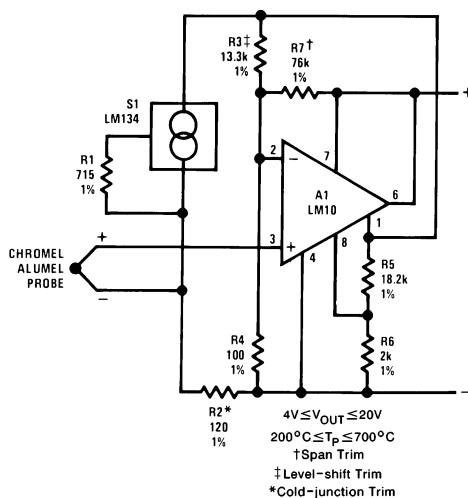 R3‡
13.3k
1%
R7†
76k
1%
S1
LM134
R1
715
1%
2
−
7
A1
LM10
6
+
1
3
+
4
8
CHROMEL
ALUMEL
PROBE
+
−
R5
18.2k
1%
R4
100
1%
R6
2k
1%
R2*
120
1%
−
4V≤VOUT≤20V
200°C≤TP≤700°C
†Span Trim
‡Level-shift Trim
*Cold-junction Trim